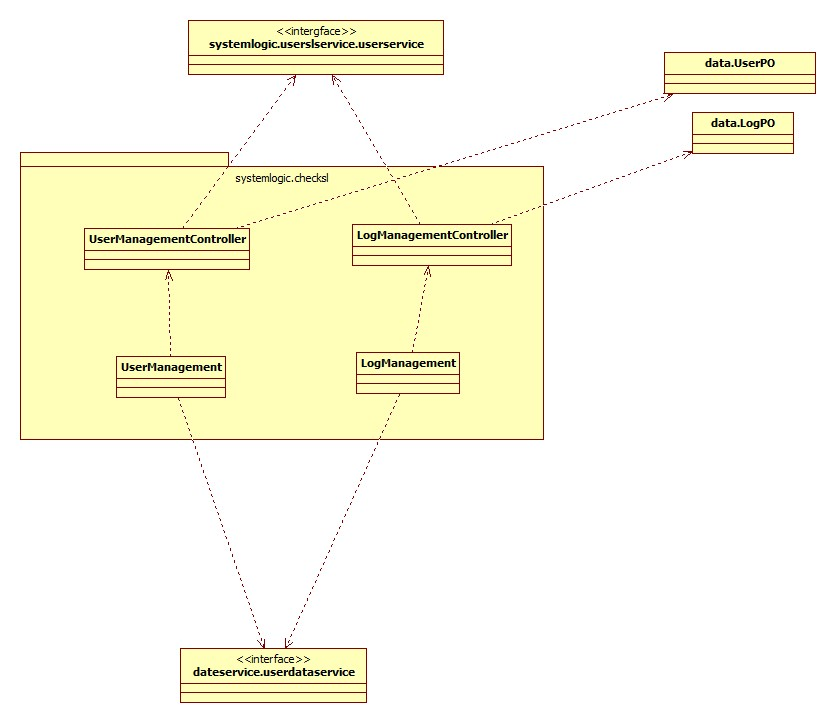 <<intergface>>
systemlogic.userslservice.userservice
data.UserPO
data.LogPO
systemlogic.checksl
UserManagementController
LogManagementController
UserManagement
LogManagement
<<interface>>
dateservice.userdataservice